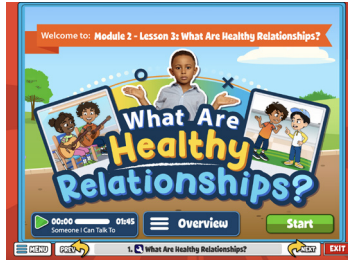 Welcome to: Module 2 - Lesson 3: What Are Healthy Relationships?
What Are
Healthy
Relationships?
00:00 01:45
Someone I Can Talk To
Overview
Start
MENU
PREV
1. What Are Healthy Relationships?
NEXT
EXIT